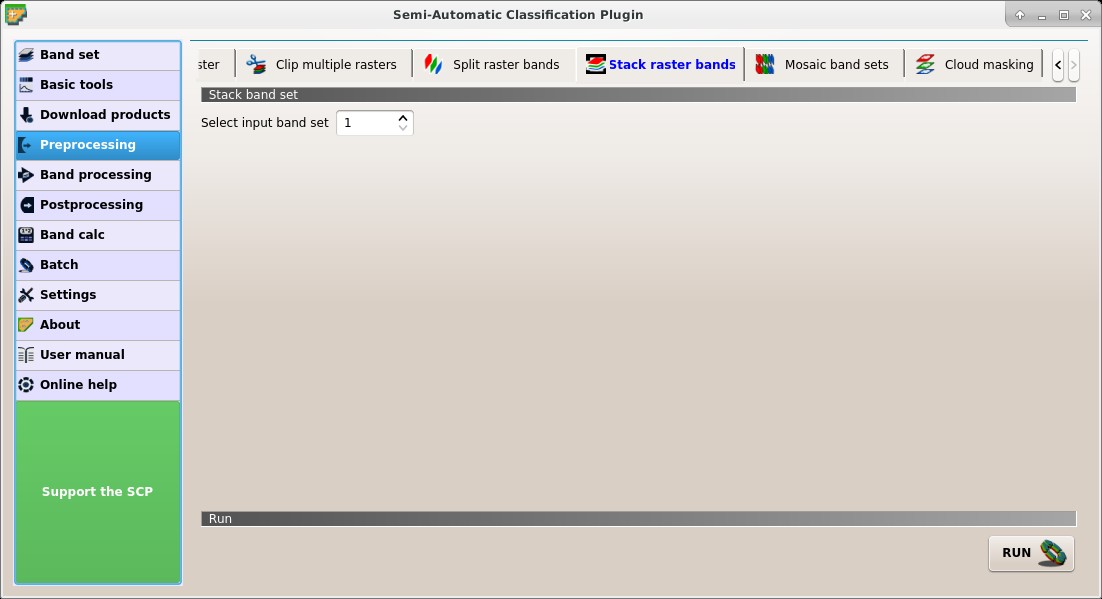 Semi-Automatic Classification Plugin
Band set
Basic tools
Download products
Preprocessing
Band processing
Postprocessing
Band calc
Batch
Settings
About
User manual
Online help
Support the SCP
ster
Clip multiple rasters
Split raster bands
Stack raster bands
Mosaic band sets
Cloud masking
Stack band set
Select input band set 1
Run
RUN